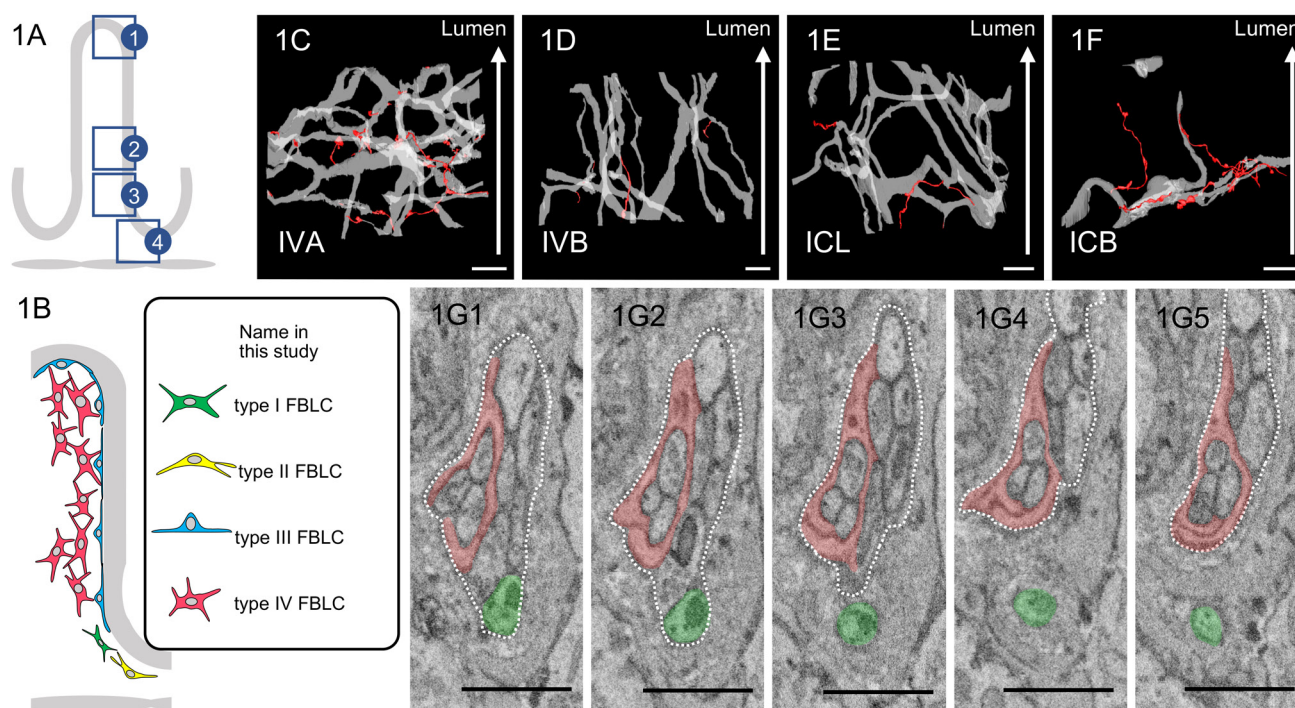 1A
1
2
3
4
1C
Lumen
IVA
1D
Lumen
IVB
1E
Lumen
ICL
1F
Lumen
ICB
1B
Name in
this study
type I FBLC
type II FBLC
type III FBLC
type IV FBLC
1G1
1G2
1G3
1G4
1G5